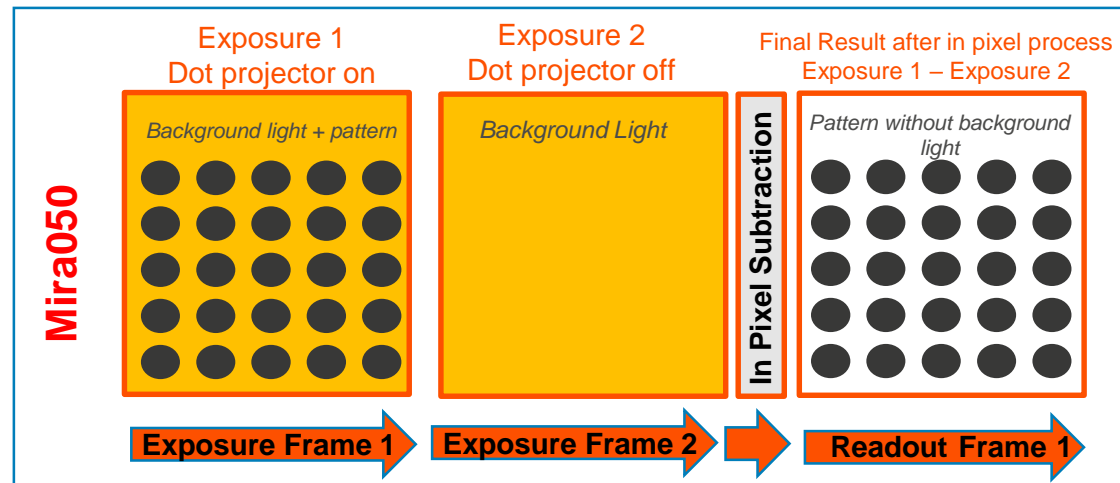 Mira050
Exposure 1
Dot projector on
Background light + pattern
Exposure Frame 1
Exposure 2
Dot projector off
Background Light
Exposure Frame 2
In Pixel Subtraction
Final Result after in pixel process
Exposure 1 – Exposure 2
Pattern without background
light
Readout Frame 1